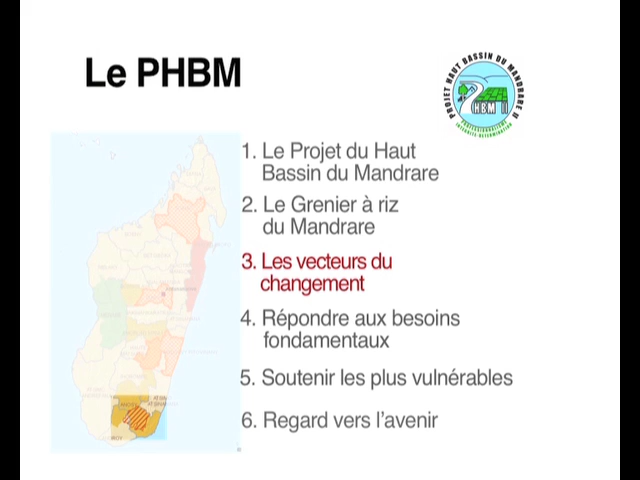 Le PHBM
PROJET HAUT BASSIN DU MANDRARE II
HBM II
1. Le Projet du Haut
Bassin du Mandrare
2. Le Grenier à riz
du Mandrare
3. Les vecteurs du
changement
4. Répondre aux besoins
fondamentaux
5. Soutenir les plus vulnérables
6. Regard vers l'avenir